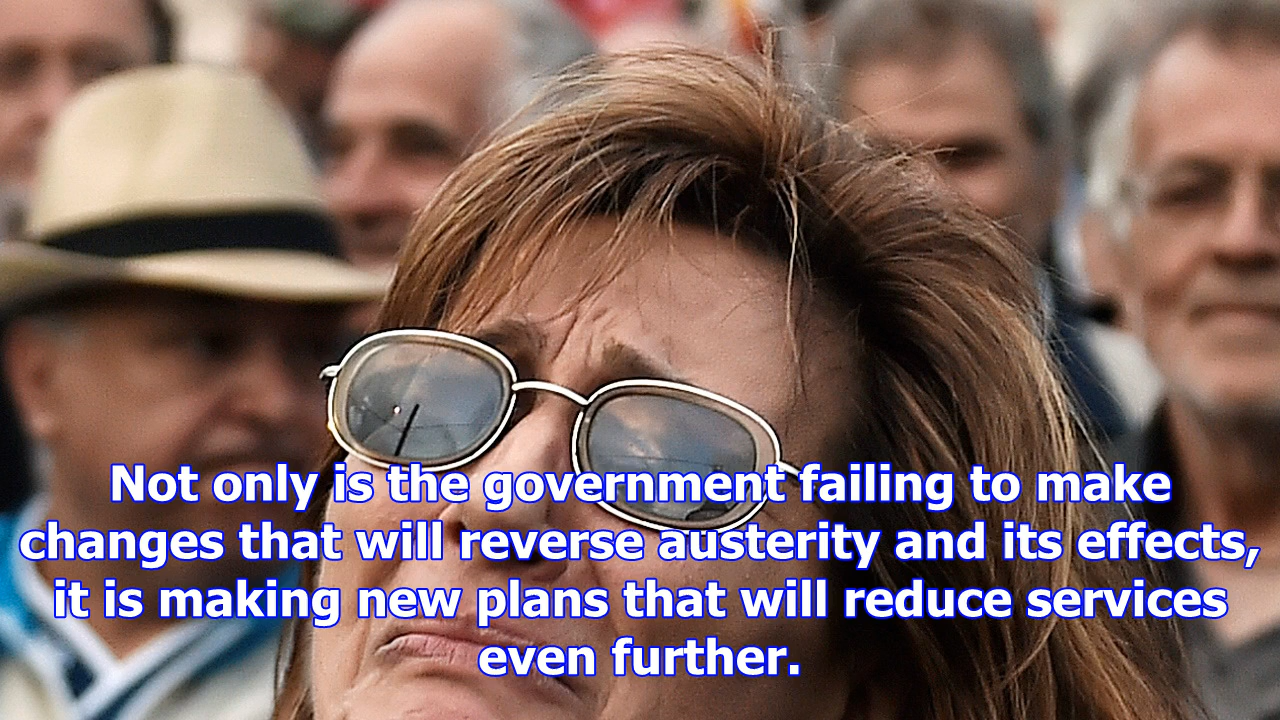 Not only is the government failing to make
changes that will reverse austerity and its effects,
it is making new plans that will reduce services
even further.